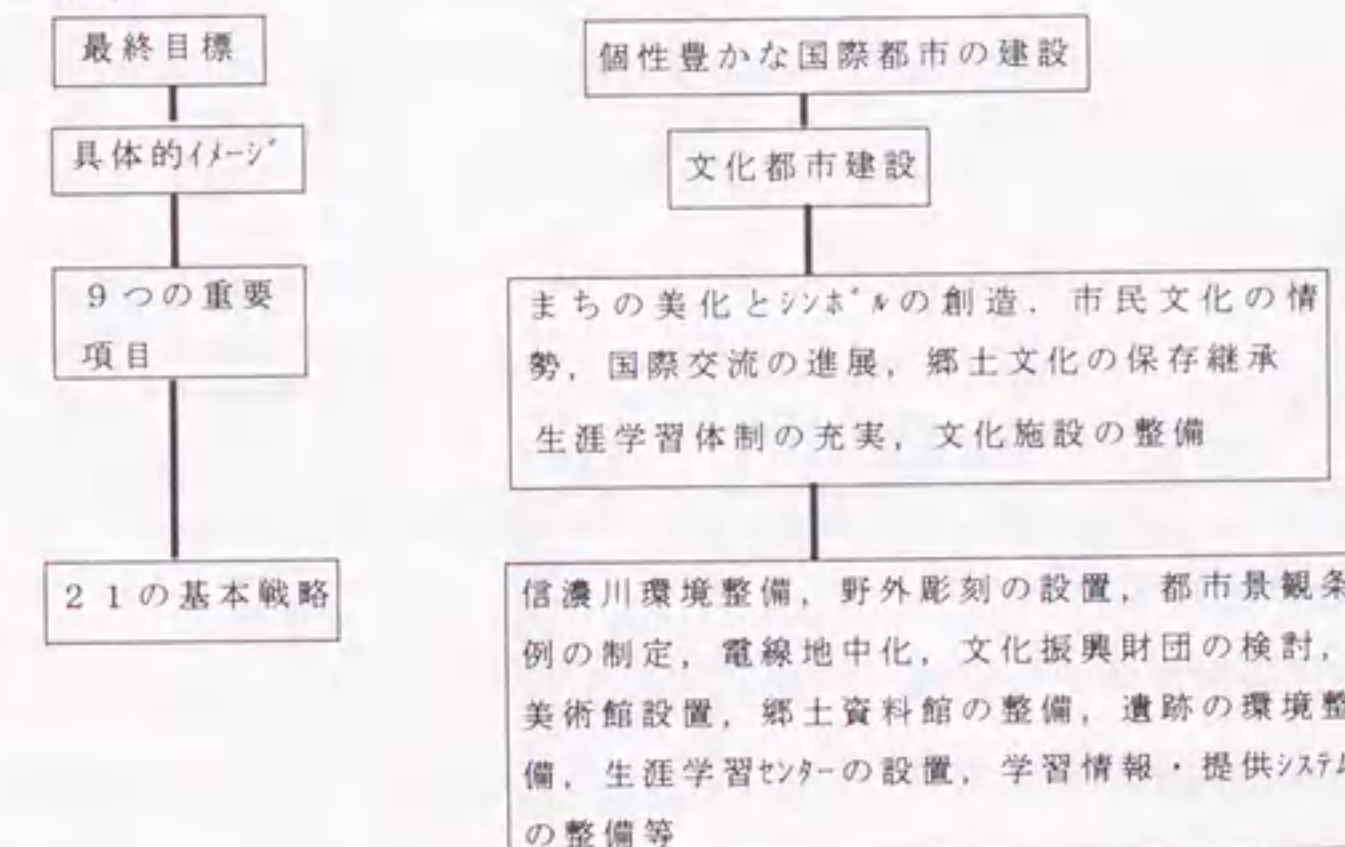 最終目標
個性豊かな国際都市の建設
具体的ｲﾒｰｼﾞ
文化都市建設
９つの重要
項目
まちの美化とｼﾝﾎﾞﾙの創造．市民文化の情
勢，国際交流の進展，郷土文化の保存継承
生涯学習体制の充実，文化施設の整備
２１の基本戦略
信濃川環境整備，野外彫刻の設置，都市景観条
例の制定，電線地中化，文化振興財団の検討，
美術館設置，郷土資料館の整備，遺跡の環境整
備，生涯学習ｾﾝﾀｰの設置，学習情報・提供ｼｽﾃﾑ
の整備等